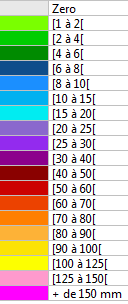 Zero
[1 à 2[
[2 à 4[
[4 à 6[
[6 à 8[
[8 à 10[
[10 à 15[
[15 à 20[
[20 à 25[
[25 à 30[
[30 à 40[
[40 à 50[
[50 à 60[
[60 à 70[
[70 à 80[
[80 à 90[
[90 à 100[
[100 à 125[
[125 à 150[
+ de 150 mm